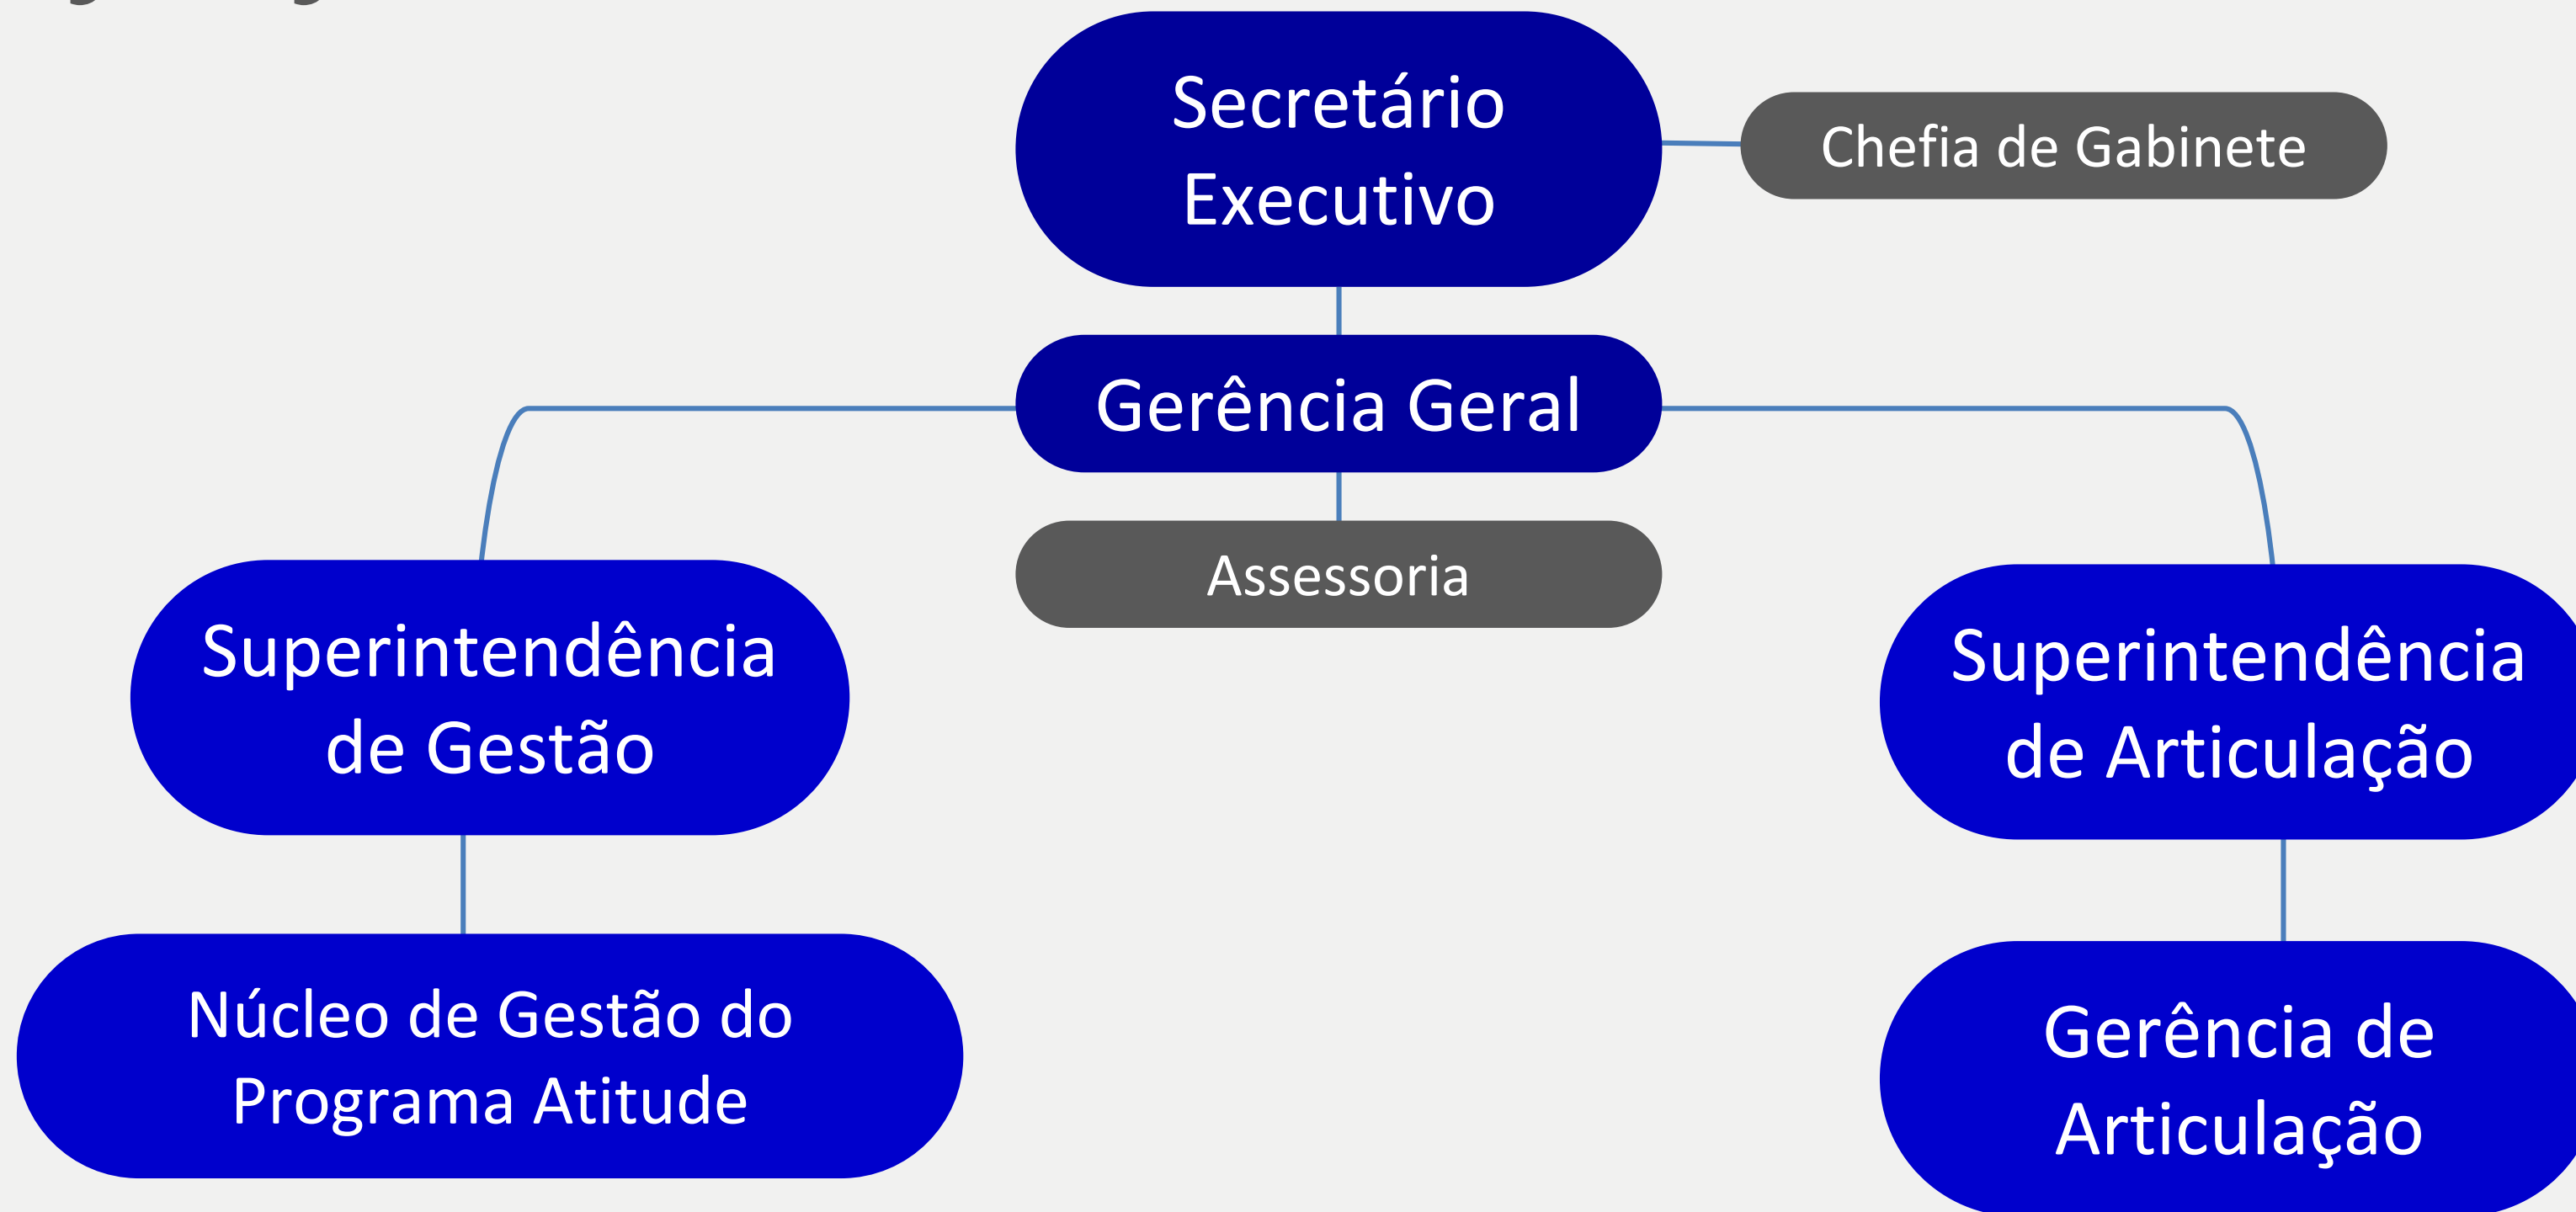 Secretário
Executivo
Chefia de Gabinete
Gerência Geral
Assessoria
Superintendência
de Gestão
Superintendência
de Articulação
Núcleo de Gestão do
Programa Atitude
Gerência de
Articulação